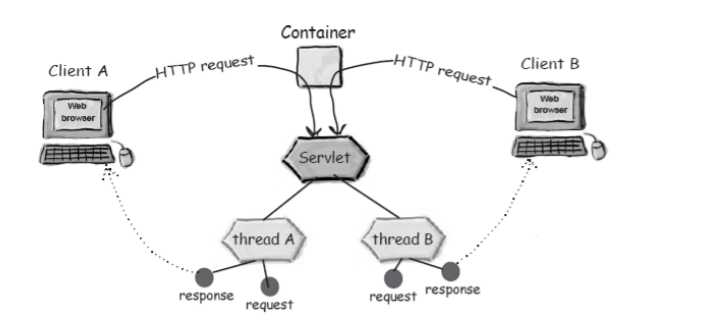 Container
Client A
HTTP request
HTTP request
Client B
Web
browser
Web
browser
Servlet
thread A
thread B
response
request
request
response